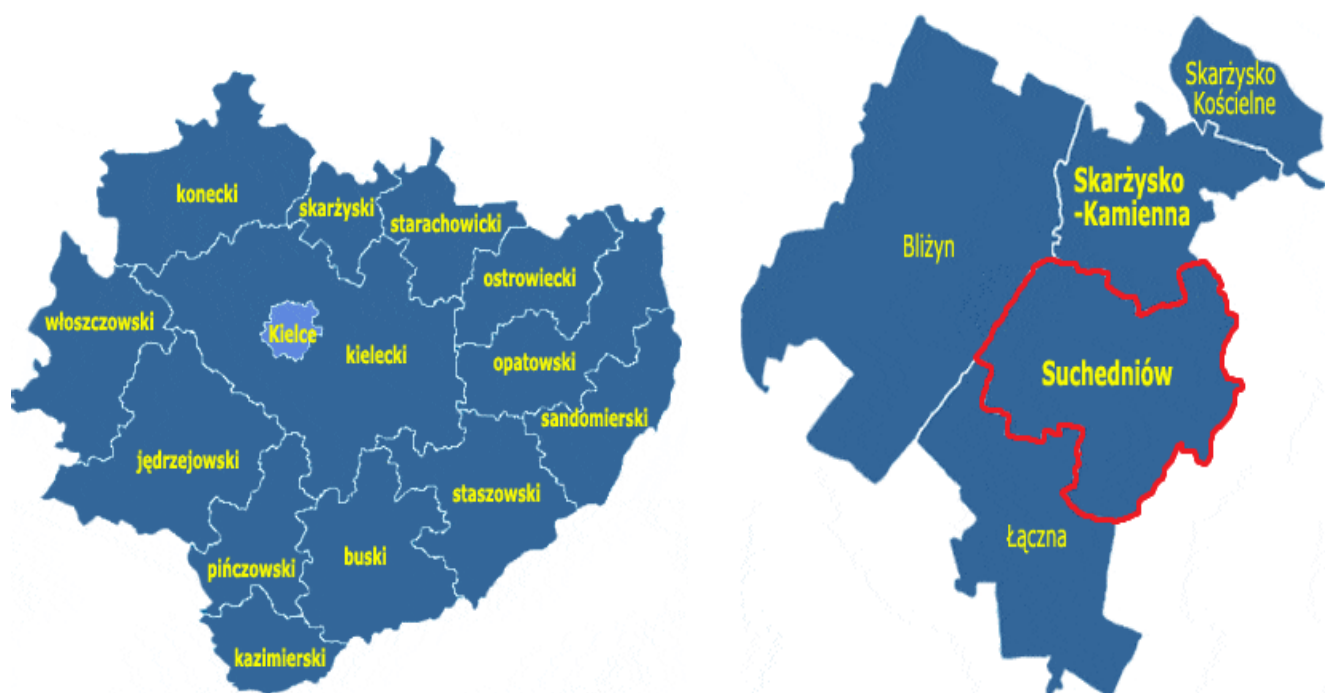 konecki
skarżyski
starachowicki
ostrowiecki
włoszczowski
Kielce
kielecki
opatowski
sandomierski
jędrzejowski
staszowski
pińczowski
buski
kazimierski
Skarżysko
Kościelne
Skarżysko
-Kamienna
Bliżyn
Suchedniów
Łączna